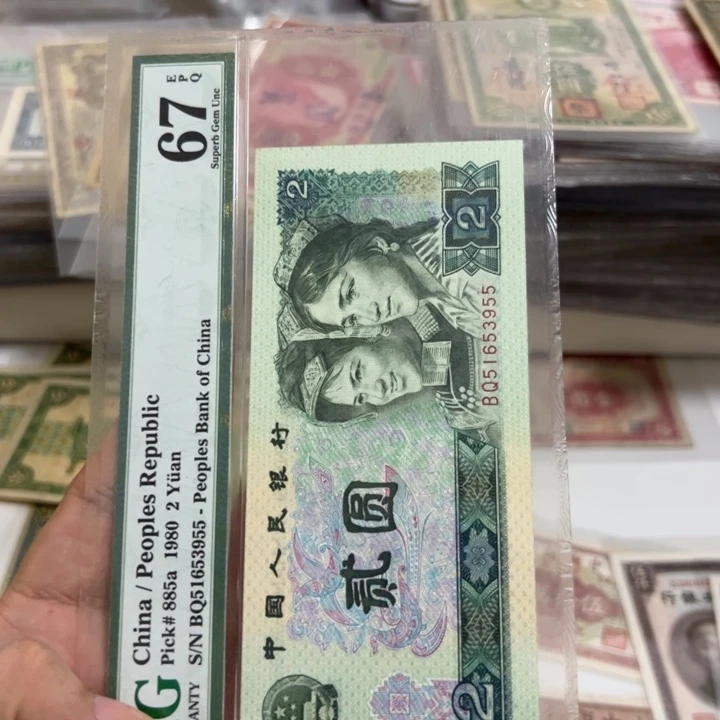 China / Peoples Republic
Pick# 885a 1980 2 Yüan
S/N BQ51653955 - Peoples Bank of China
67
EPQ
Superb Gem Unc
G
ANTY
中国人民银行
贰圆
BQ51653955
2
2
2